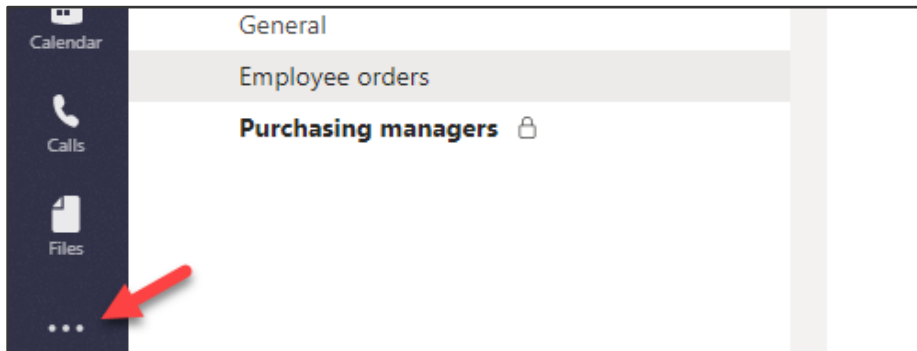 Calendar
General
Employee orders
Calls
Purchasing managers
Files